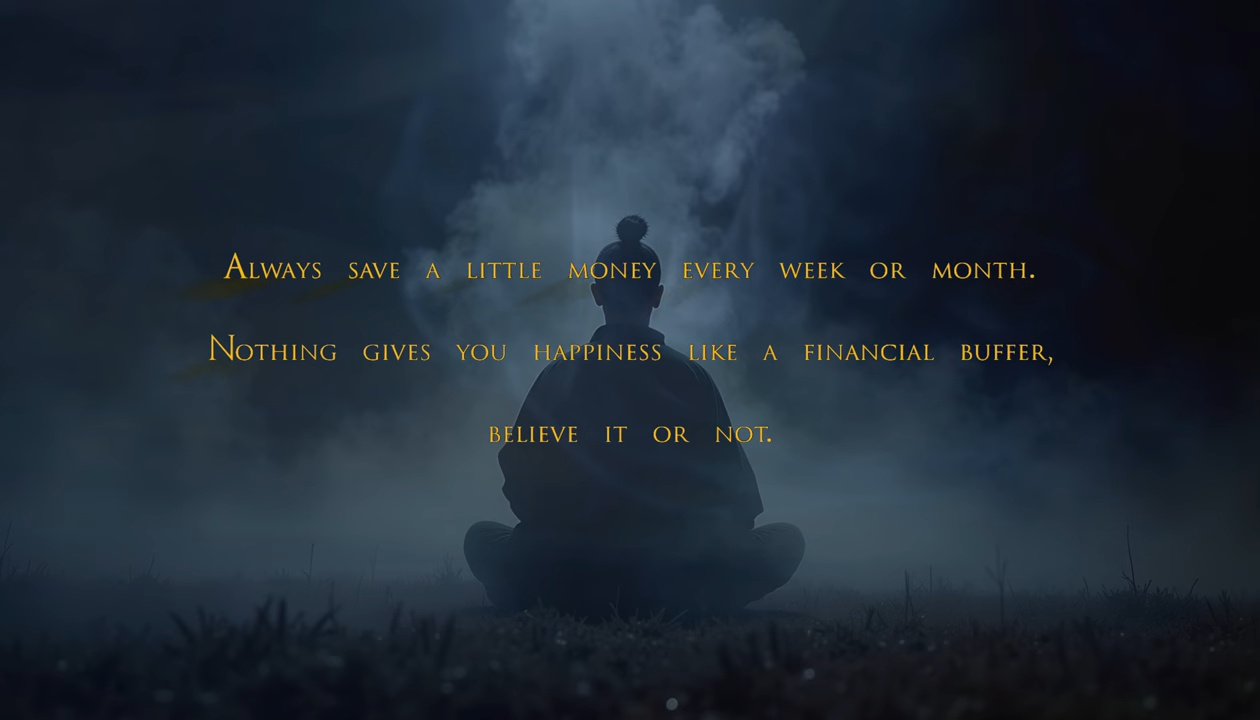 Always save a little money every week or month.
Nothing gives you happiness like a financial buffer,
believe it or not.